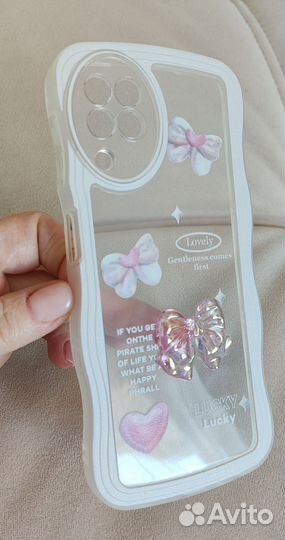 Lovely
Gentleness comes
first
IF YOU GE
ONTHE
PIRATE SH
OF LIFE YO
WHAT BE A
HAPPY
PHRALL
LUCKY
Lucky
Avito